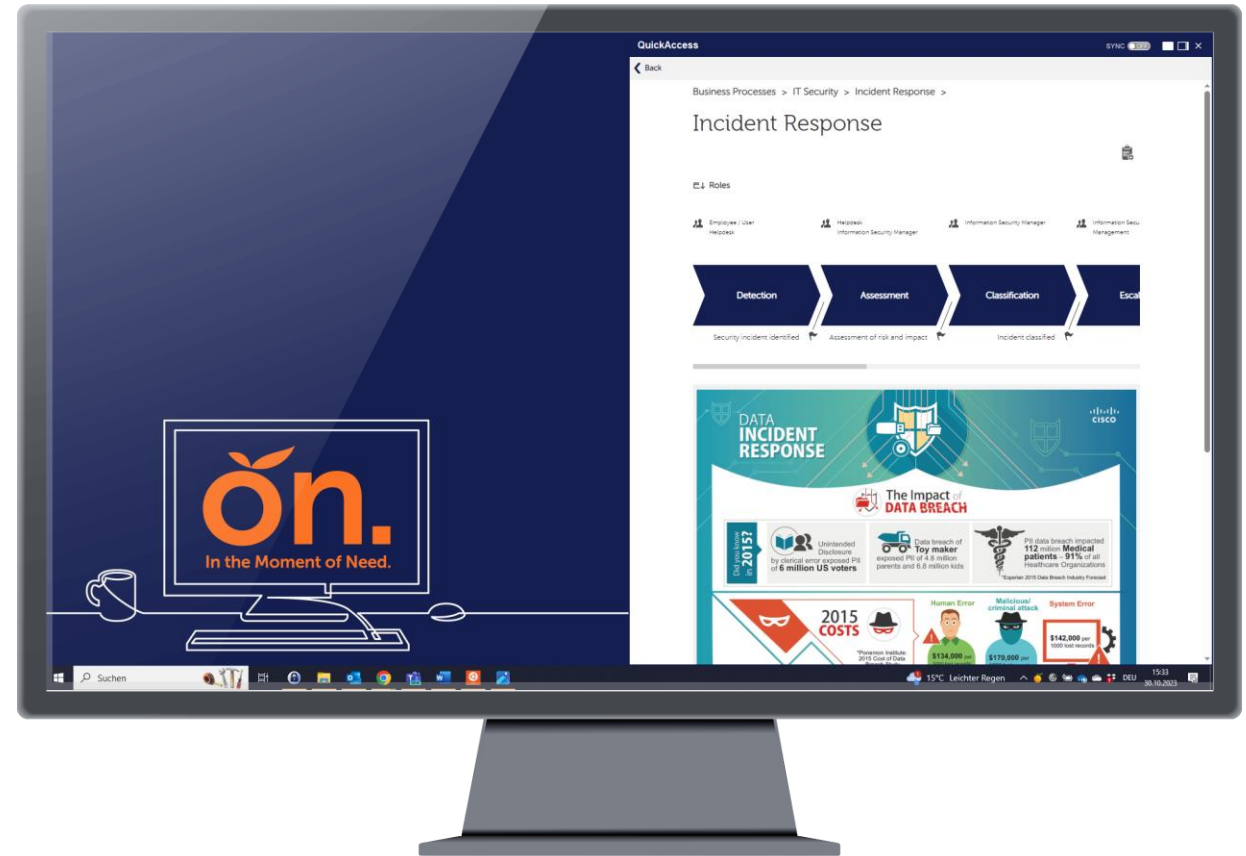 QuickAccess
SYNC OFF
Back
Business Processes > IT Security > Incident Response >
Incident Response
Roles
Employee / User
Helpdesk
Helpdesk
Information Security Manager
Information Security Manager
Information Secu
Management
Detection
Assessment
Classification
Escal
Security incident identified
Assessment of risk and impact
Incident classified
DATA
INCIDENT
RESPONSE
CISCO
The Impact of
DATA BREACH
Did you know
in 2015?
Unintended
Disclosure
by clerical error exposed PII
of 6 million US voters
Data breach of
Toy maker
exposed PII of 4.8 million
parents and 6.8 million kids
PII data breach impacted
112 million Medical
patients – 91% of all
Healthcare Organizations
*Experian 2015 Data Breach Industry Forecast
2015
COSTS
*Ponemon Institute:
2015 Cost of Data
Human Error
Malicious/
criminal attack
System Error
$134,000 per
$170,000 per
$142,000 per
1000 lost records
ŏn.
In the Moment of Need.
Suchen
15°C Leichter Regen
DEU
15:33
30.10.2023